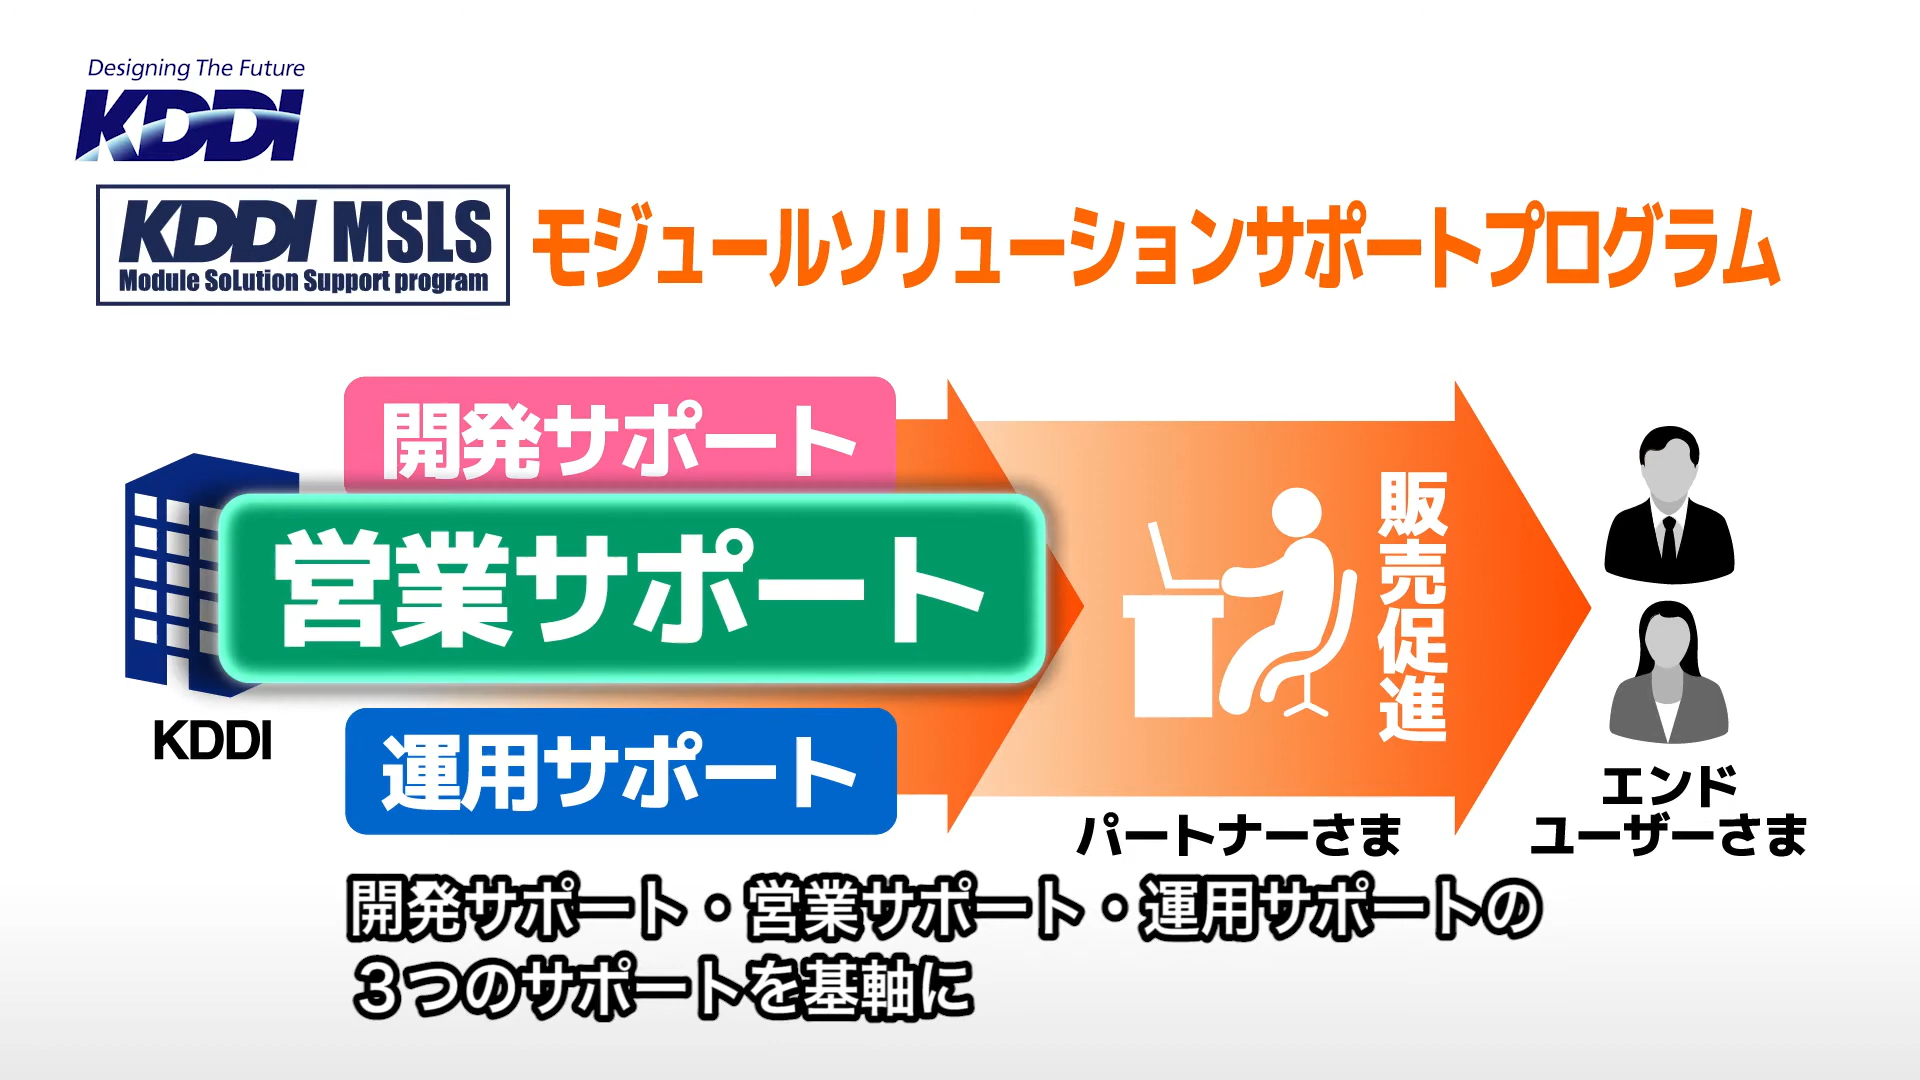 Designing The Future
KDDI
KDDI MSLS
Module SoLution Support program
モジュールソリューションサポートプログラム
開発サポート
営業サポート
運用サポート
KDDI
販売促進
パートナーさま
エンド
ユーザーさま
開発サポート・営業サポート・運用サポートの
３つのサポートを基軸に